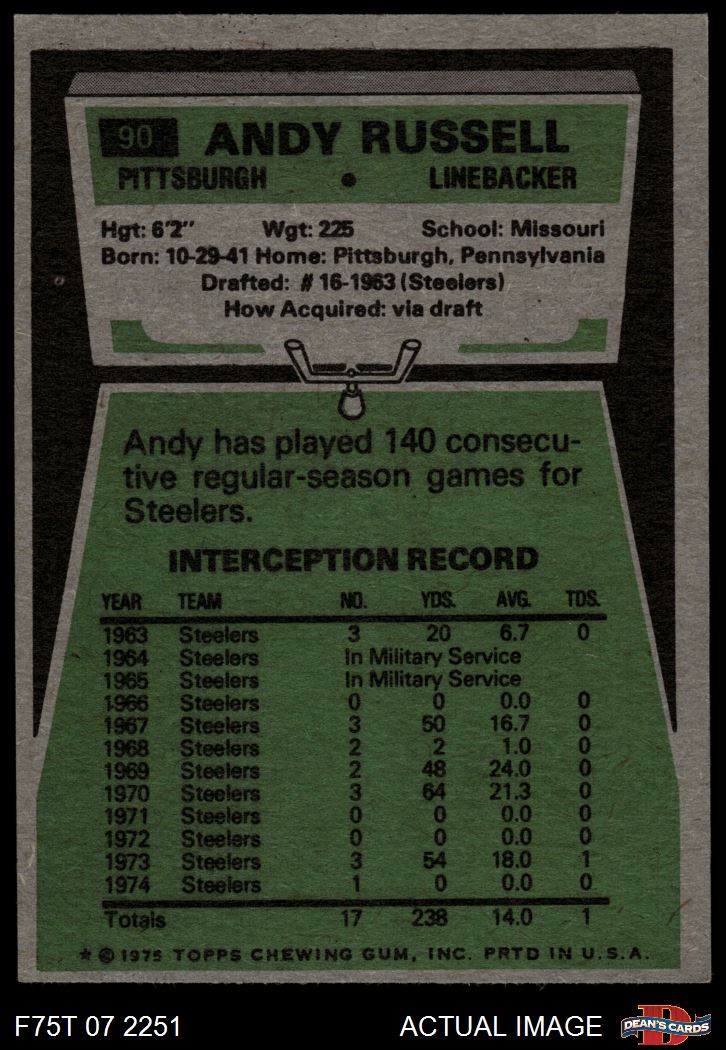 90 ANDY RUSSELL
PITTSBURGH • LINEBACKER
Hgt: 6'2" Wgt: 225 School: Missouri
Born: 10-29-41 Home: Pittsburgh, Pennsylvania
Drafted: # 16-1963 (Steelers)
How Acquired: via draft
Andy has played 140 consecu-
tive regular-season games for
Steelers.
INTERCEPTION RECORD
YEAR TEAM NO. YDS. AVG. TDS.
1963 Steelers 3 20 6.7 0
1964 Steelers In Military Service
1965 Steelers In Military Service
1966 Steelers 0 0 0.0 0
1967 Steelers 3 50 16.7 0
1968 Steelers 2 2 1.0 0
1969 Steelers 2 48 24.0 0
1970 Steelers 3 64 21.3 0
1971 Steelers 0 0 0.0 0
1972 Steelers 0 0 0.0 0
1973 Steelers 3 54 18.0 1
1974 Steelers 1 0 0.0 0
Totals 17 238 14.0 1
* © 1975 TOPPS CHEWING GUM, INC. PRTD IN U.S.A.
F75T 07 2251 ACTUAL IMAGE D DEAN'S CARDS